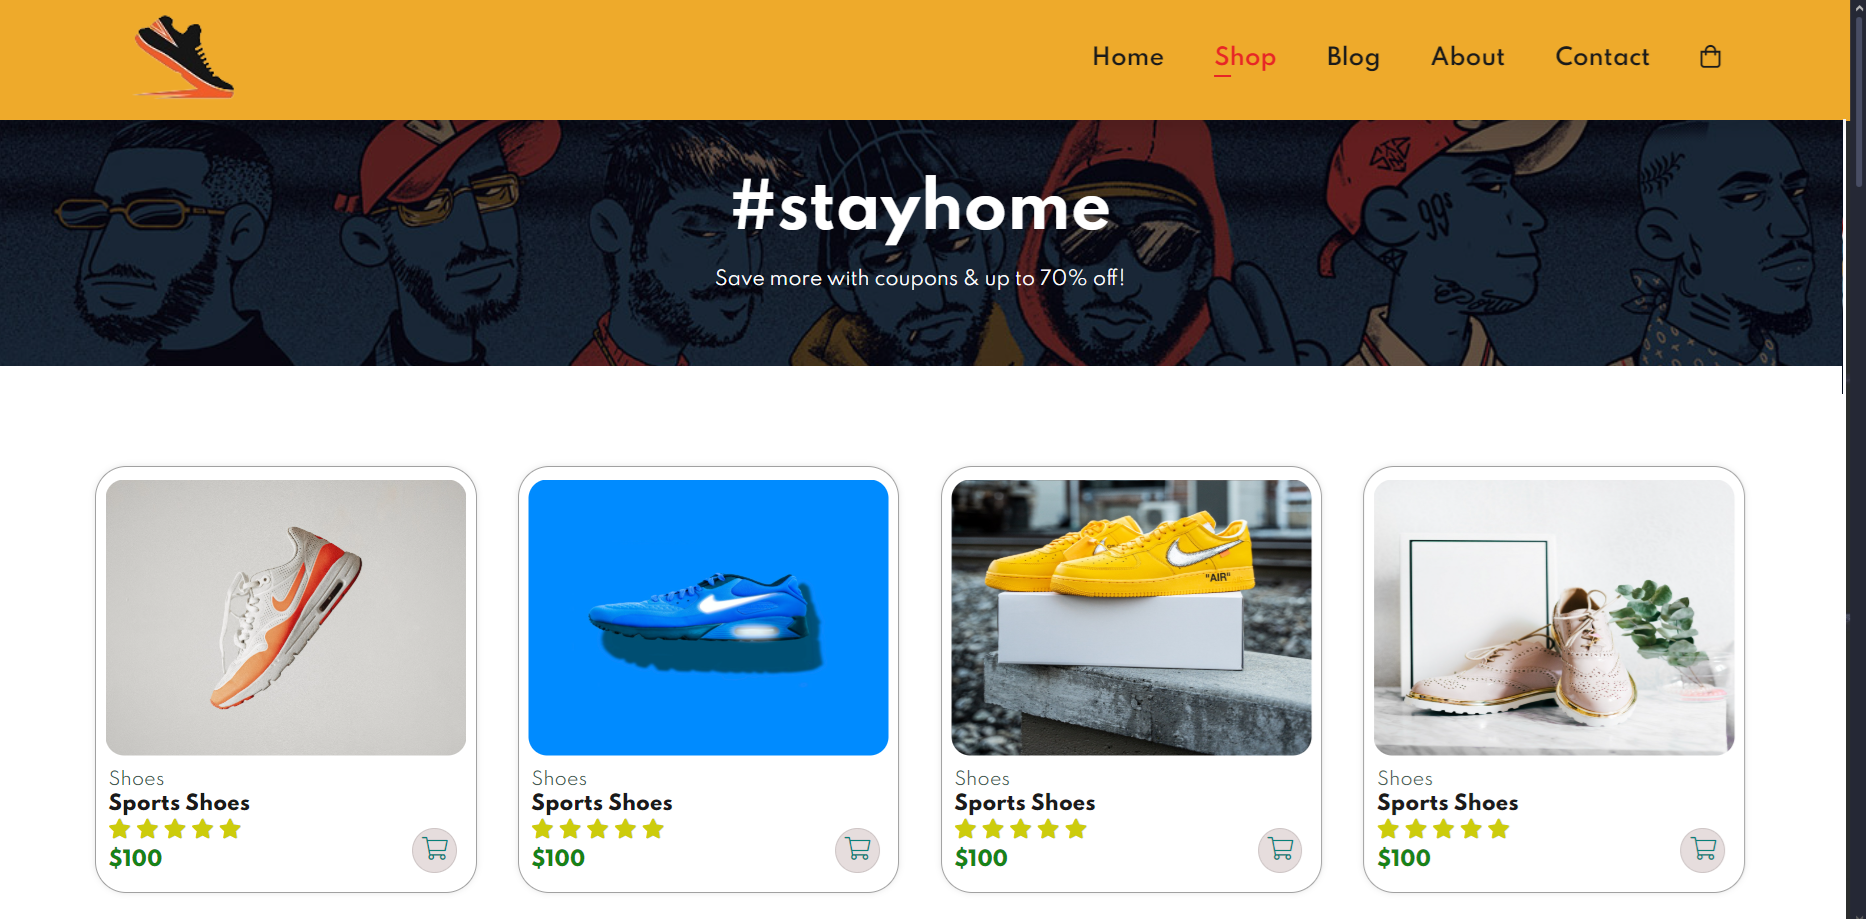 Home Shop Blog About Contact
#stayhome
Save more with coupons & up to 70% off!
99s
"AIR"
Shoes
Sports Shoes
$100
Shoes
Sports Shoes
$100
Shoes
Sports Shoes
$100
Shoes
Sports Shoes
$100